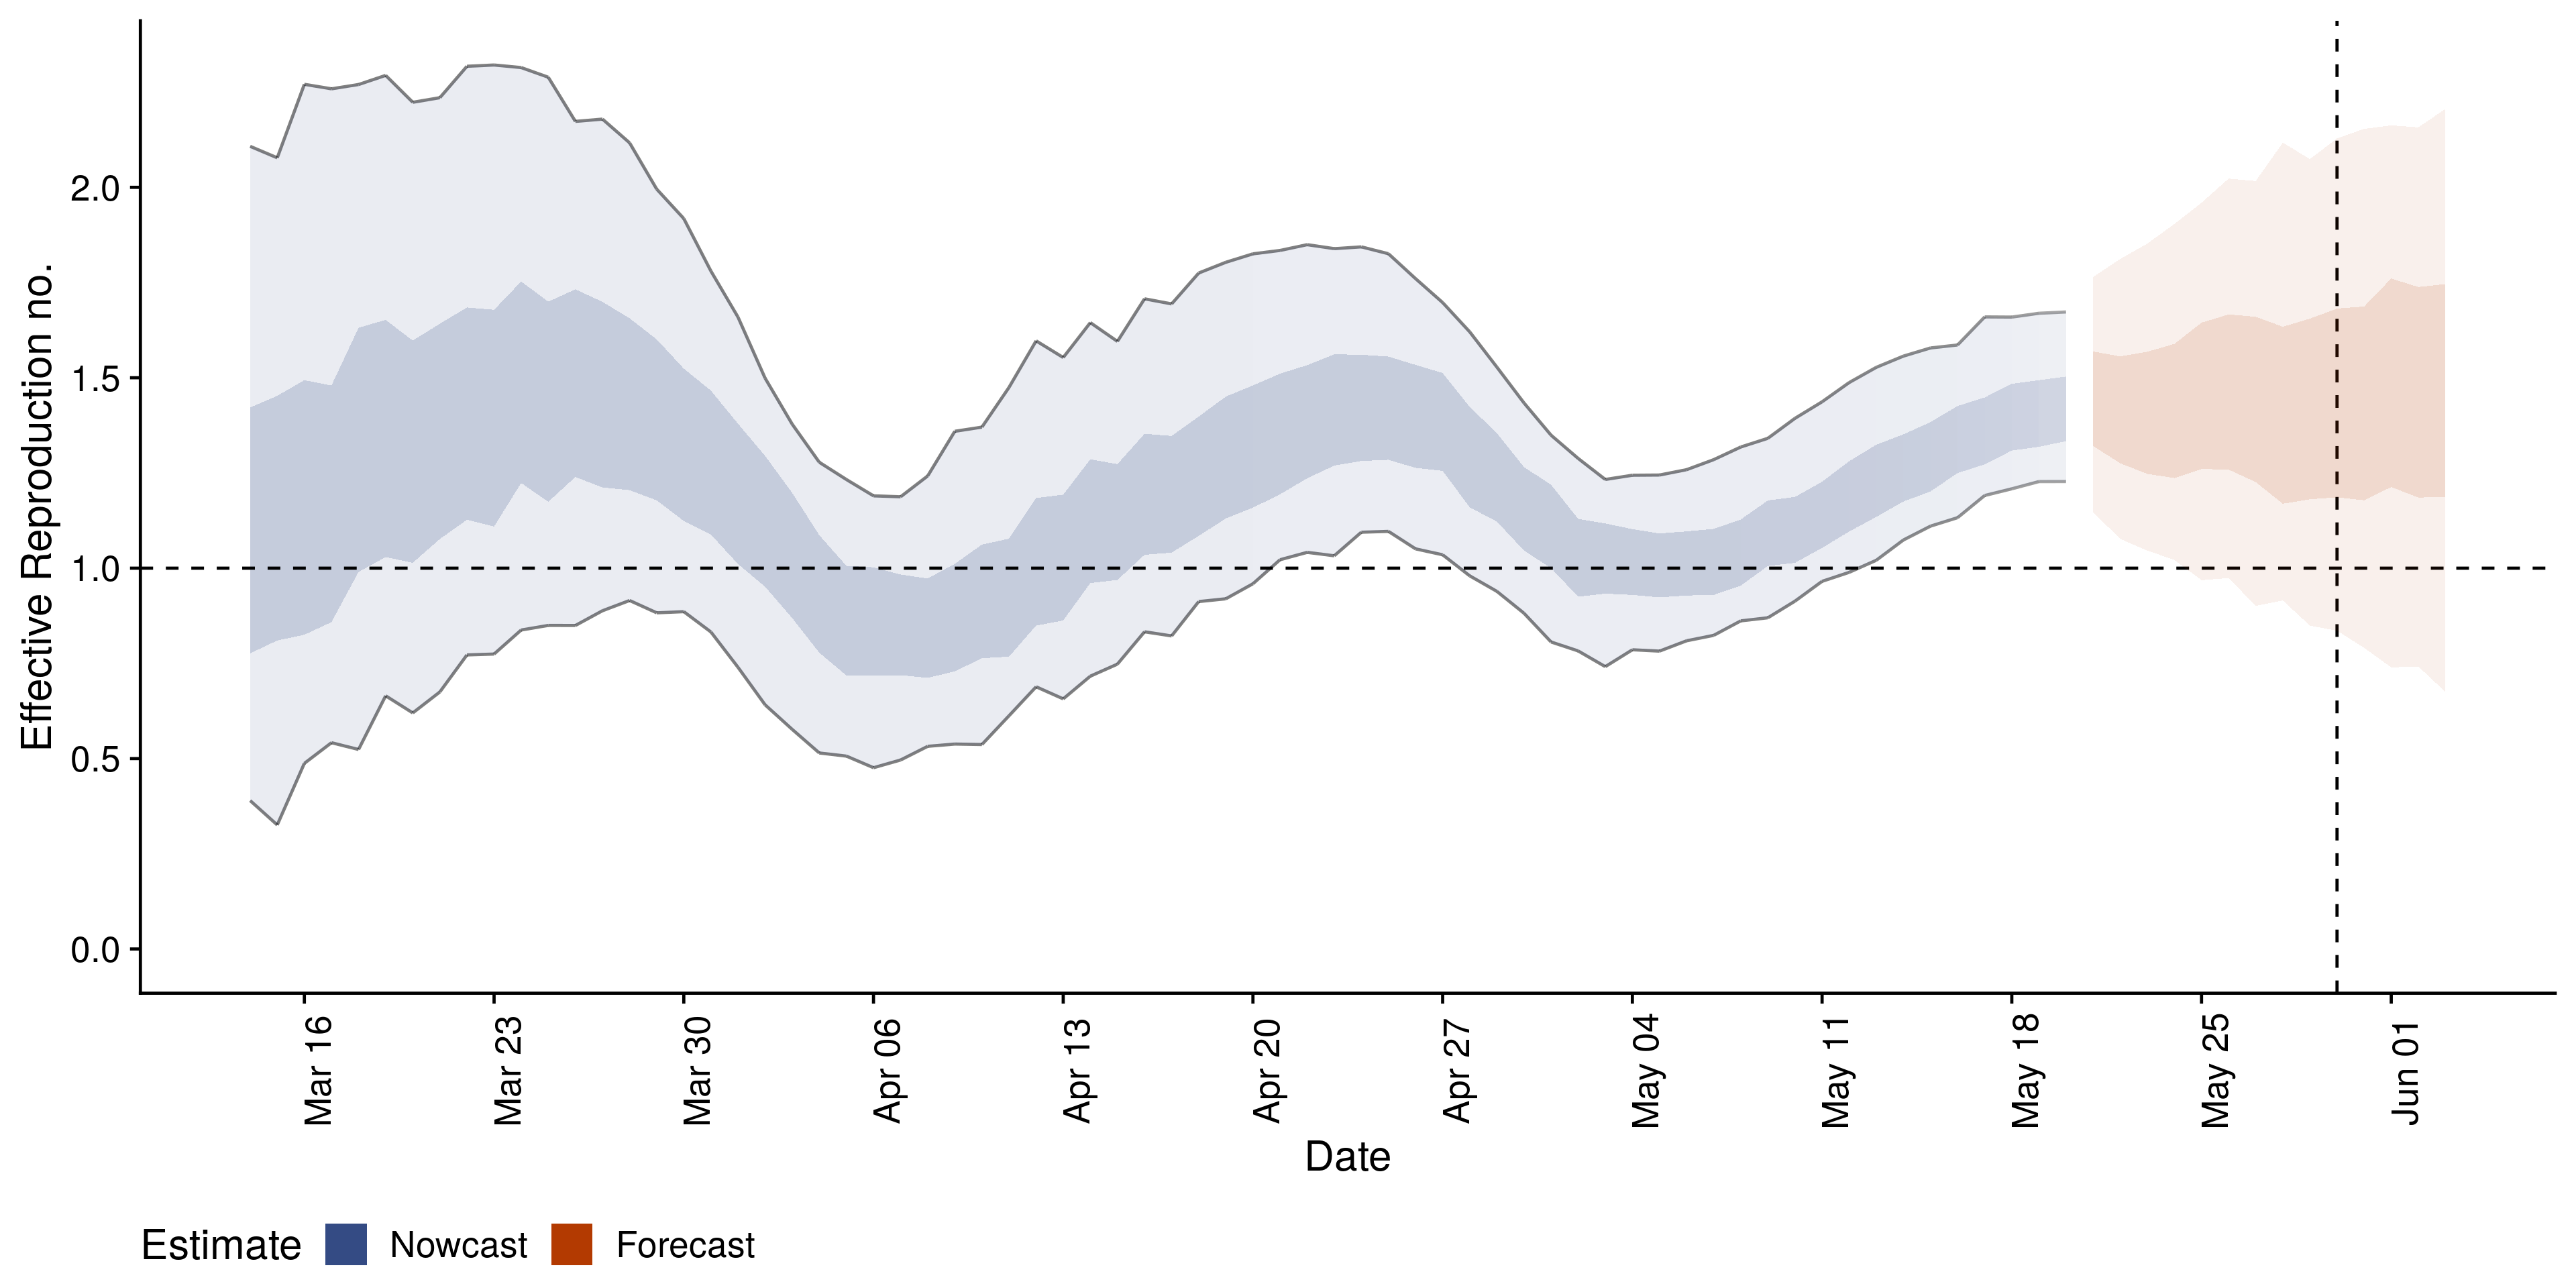 Effective Reproduction no.
2.0
1.5
1.0
0.5
0.0
Mar 16
Mar 23
Mar 30
Apr 06
Apr 13
Apr 20
Apr 27
May 04
May 11
May 18
May 25
Jun 01
Date
Estimate Nowcast Forecast